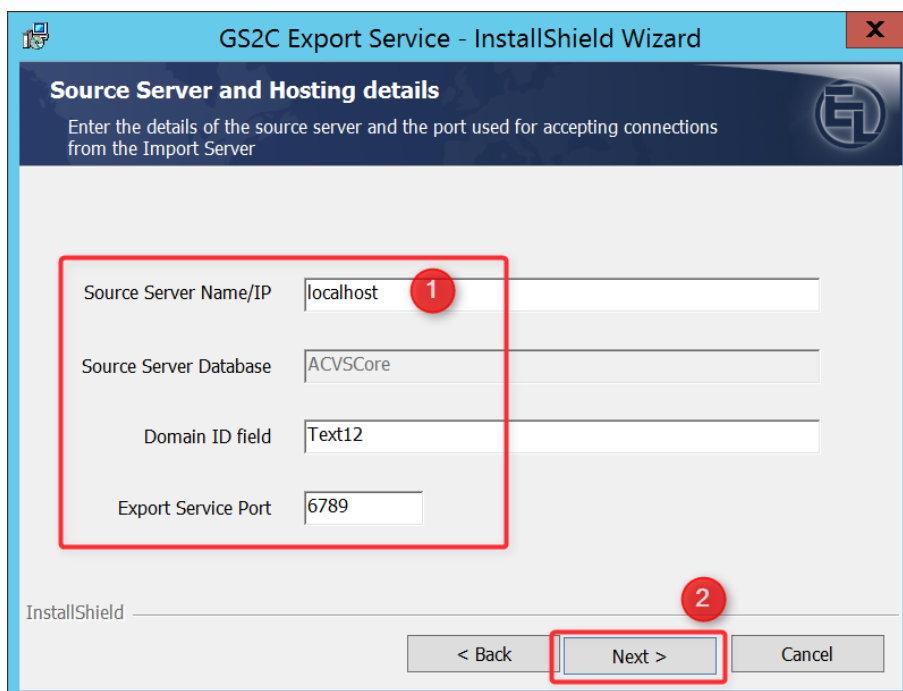 GS2C Export Service - InstallShield Wizard
X
Source Server and Hosting details
Enter the details of the source server and the port used for accepting connections
from the Import Server
Source Server Name/IP localhost 1
Source Server Database ACVSCore
Domain ID field Text12
Export Service Port 6789
InstallShield
2
< Back Next > Cancel